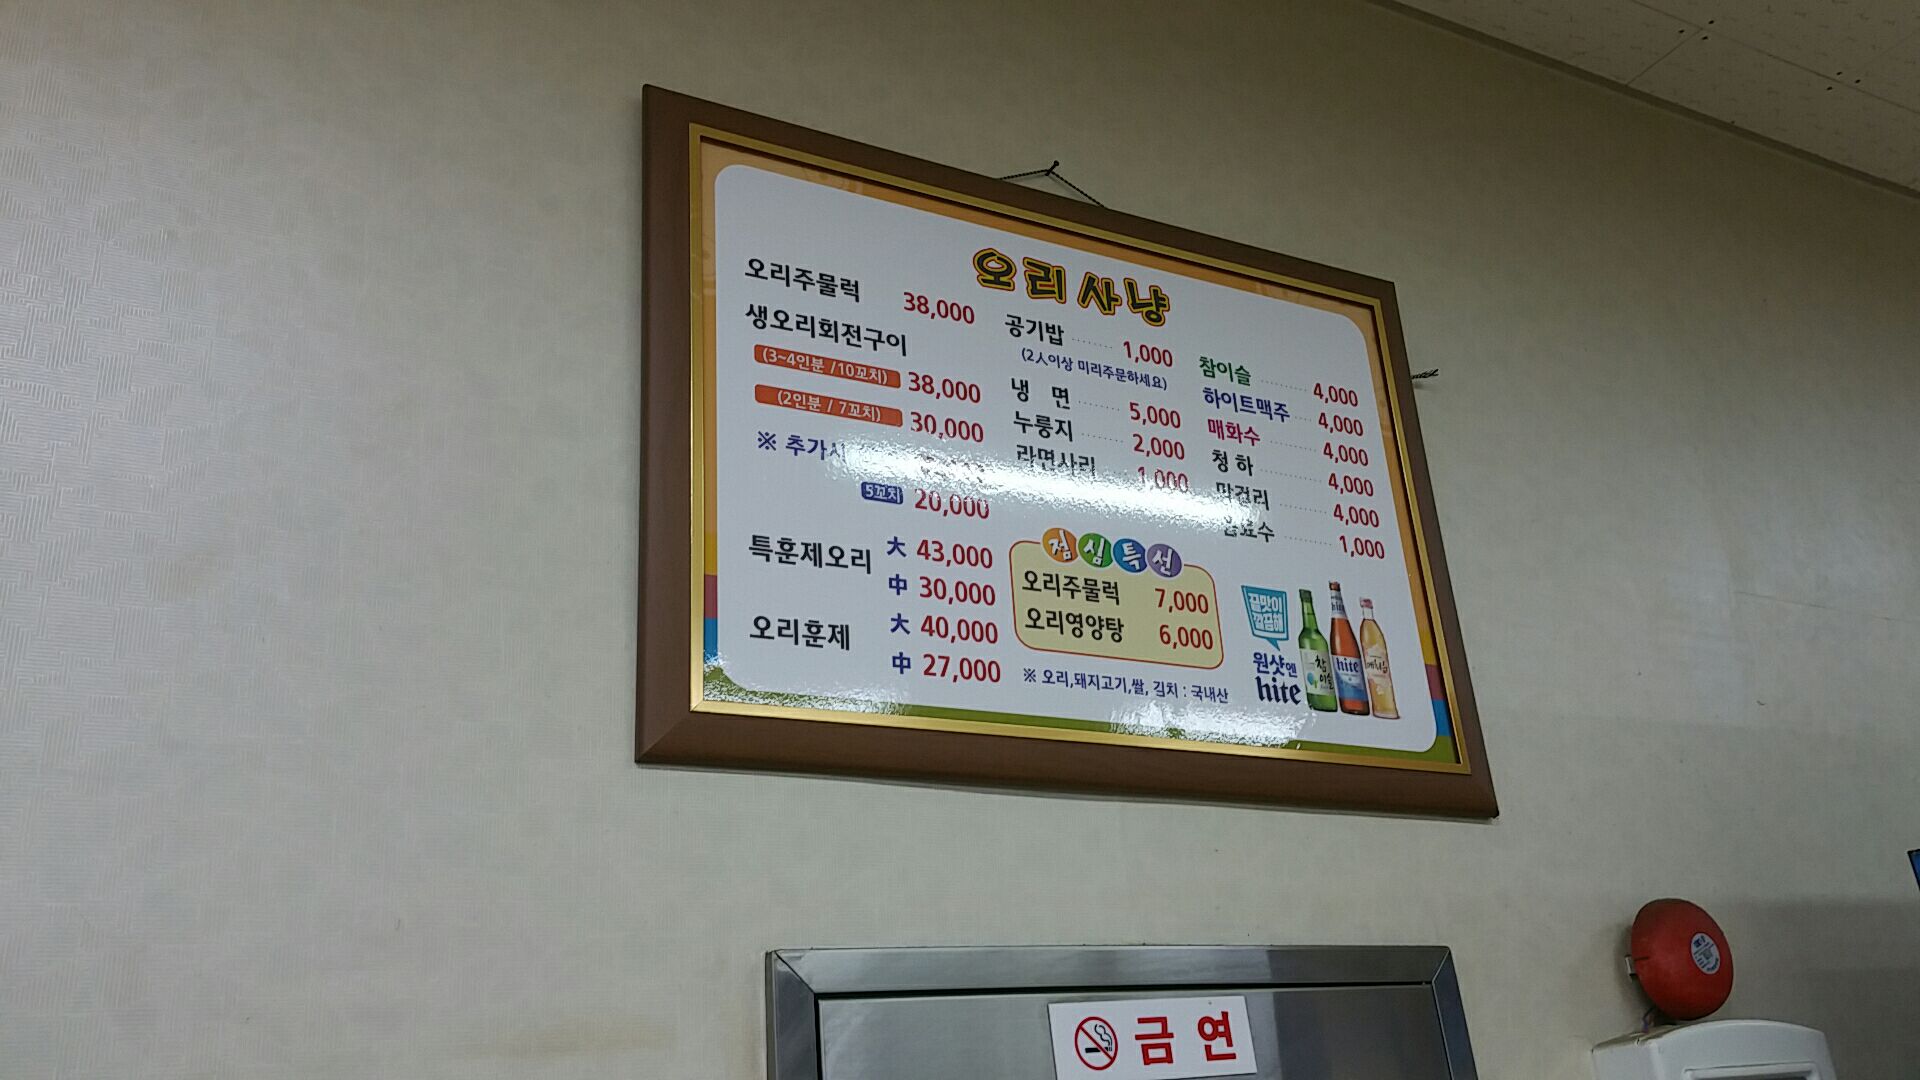 오리사냥
오리주물럭 38,000
생오리회전구이
(3~4인분 /10꼬치) 38,000
(2인분 / 7꼬치) 30,000
※ 추가시
5꼬치 20,000
특훈제오리 大 43,000
中 30,000
오리훈제 大 40,000
中 27,000
공기밥 1,000
(2人이상 미리주문하세요)
냉 면 5,000
누룽지 2,000
라면사리 1,000
참이슬 4,000
하이트맥주 4,000
매화수 4,000
청 하 4,000
막걸리 4,000
음료수 1,000
점심특선
오리주물럭 7,000
오리영양탕 6,000
※ 오리,돼지고기,쌀, 김치 : 국내산
끝맛이
깔끔해
원샷엔
hite
참이슬
hite
금연